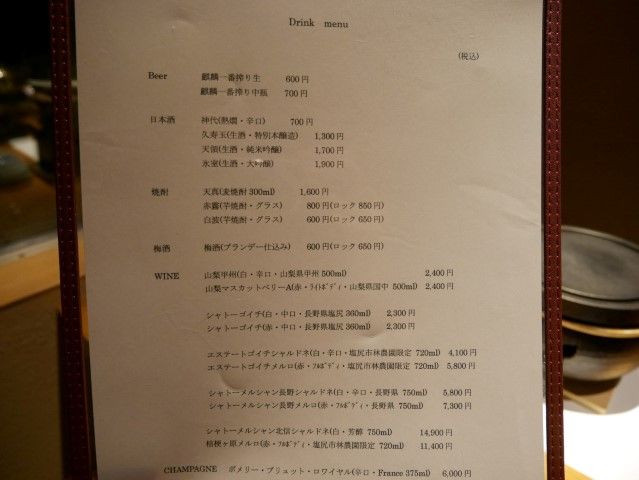 Drink menu
(税込)
Beer 麒麟一番搾り生 600円
麒麟一番搾り中瓶 700円
日本酒 神代(熱燗・辛口) 700円
久寿玉(生酒・特別本醸造) 1,300円
天領(生酒・純米吟醸) 1,700円
氷室(生酒・大吟醸) 1,900円
焼酎 天真(麦焼酎 300ml) 1,600円
赤霧(芋焼酎・グラス) 800円(ロック 850円)
白波(芋焼酎・グラス) 600円(ロック 650円)
梅酒 梅酒(ブランデー仕込み) 600円(ロック 650円)
WINE 山梨甲州(白・辛口・山梨県甲州 500ml) 2,400円
山梨マスカットベリーA(赤・ライトボディ・山梨県国中 500ml) 2,400円
シャトーゴイチ(白・中口・長野県塩尻 360ml) 2,300円
シャトーゴイチ(赤・中口・長野県塩尻 360ml) 2,300円
エステートゴイチシャルドネ(白・辛口・塩尻市林農園限定 720ml) 4,100円
エステートゴイチメルロ(赤・フルボディ・塩尻市林農園限定 720ml) 5,800円
シャトーメルシャン長野シャルドネ(白・辛口・長野県 750ml) 5,800円
シャトーメルシャン長野メルロ(赤・フルボディ・長野県 750ml) 7,300円
シャトーメルシャン北信シャルドネ(白・芳醇 750ml) 14,900円
桔梗ヶ原メルロ(赤・フルボディ・塩尻市林農園限定 720ml) 11,400円
CHAMPAGNE ポメリー・ブリュット・ロワイヤル(辛口・France 375ml) 6,000円